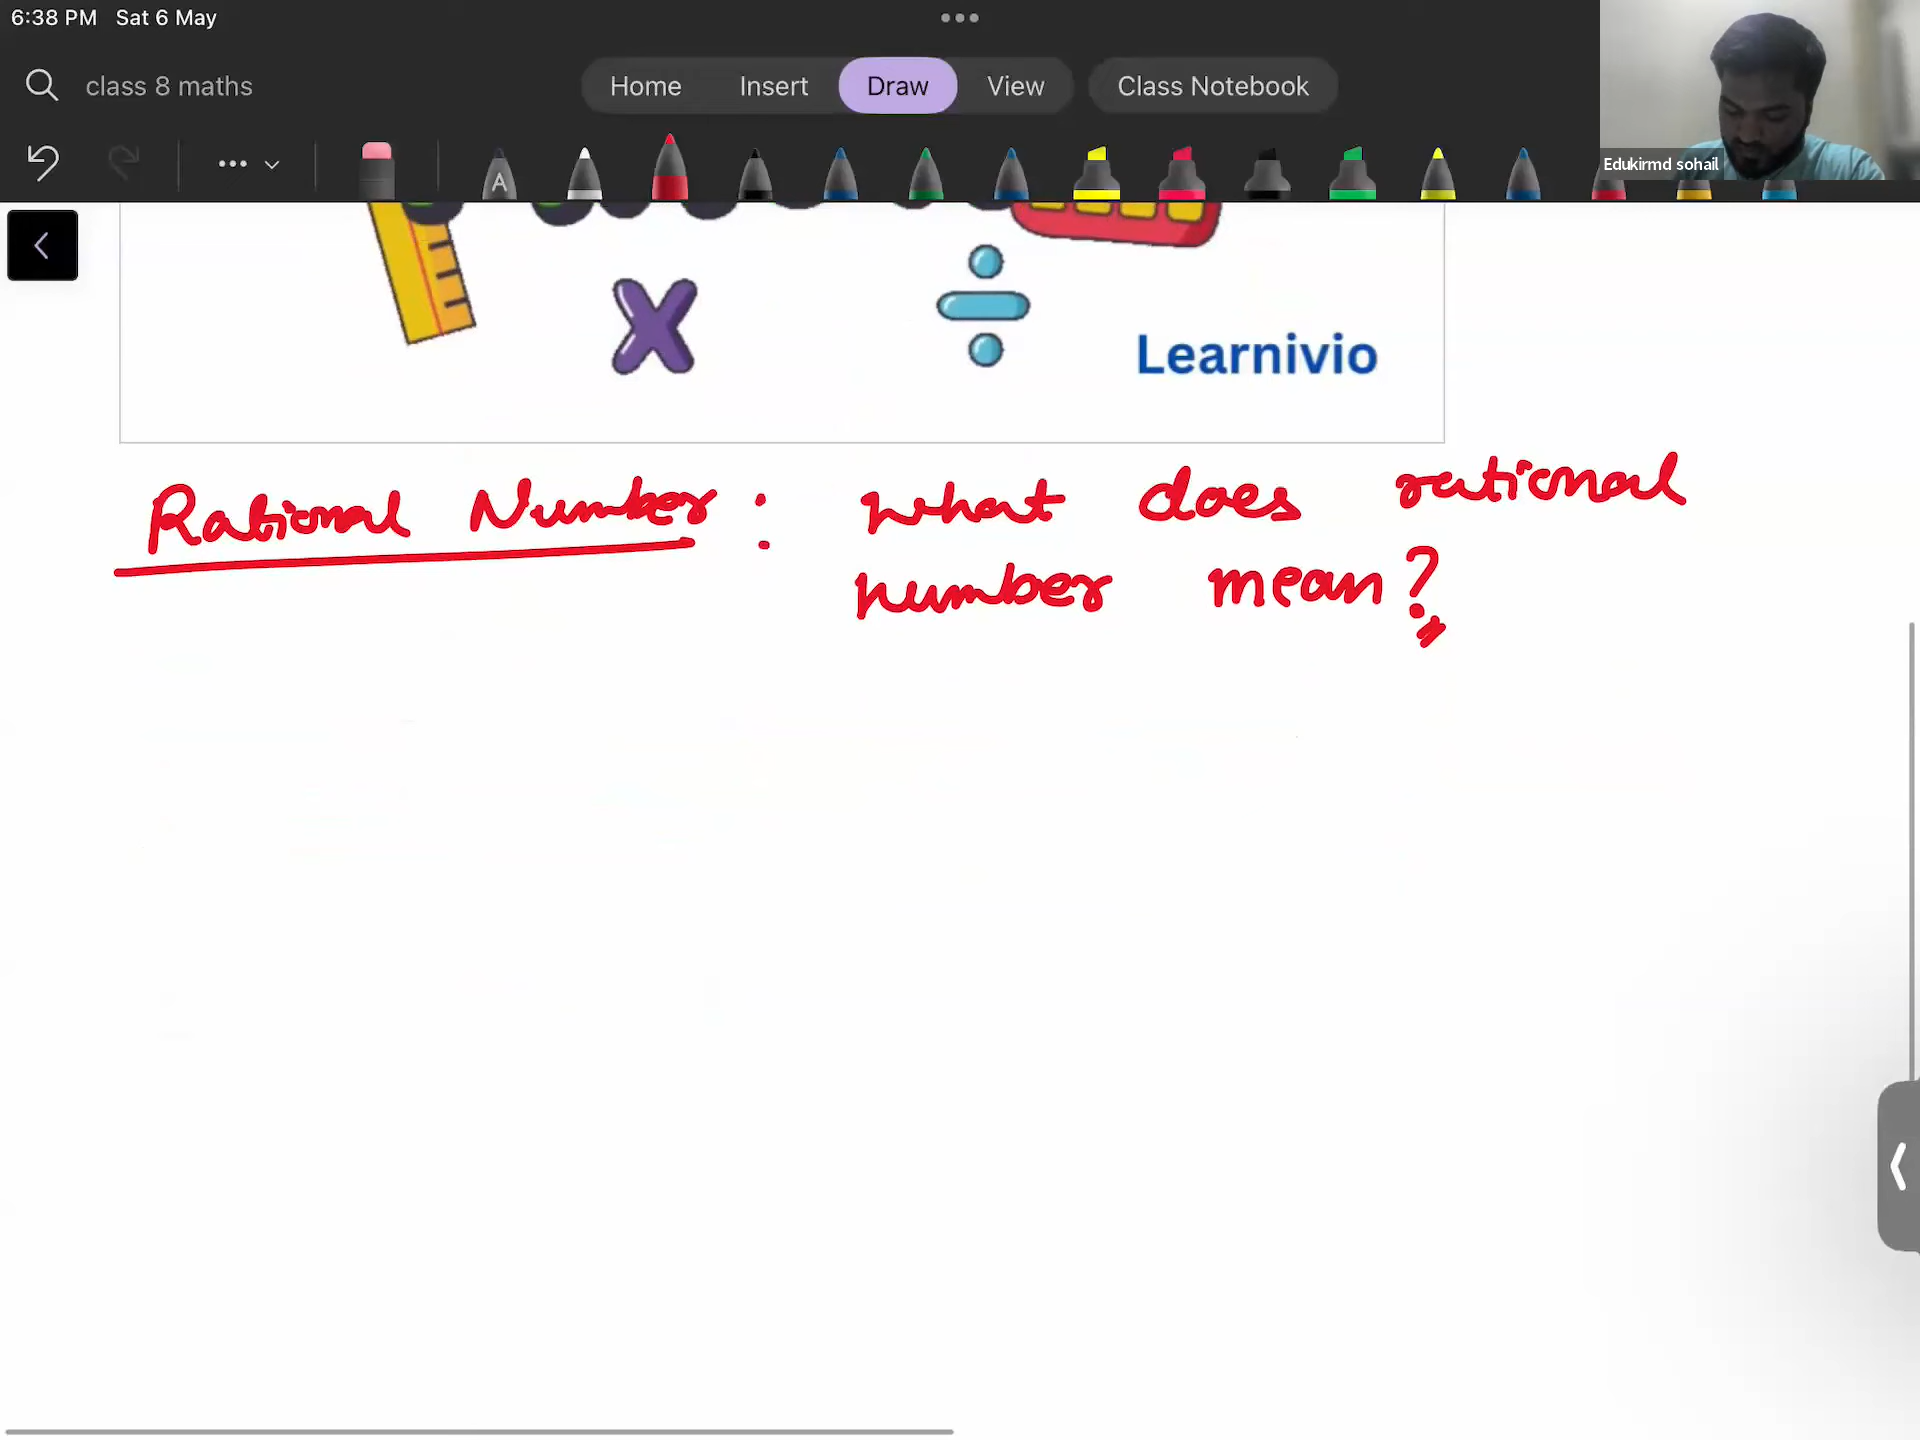 6:38 PM Sat 6 May
class 8 maths
Home Insert Draw View Class Notebook
A
Edukirmd sohail
Learnivio
Rational Number : what does rational
number mean?